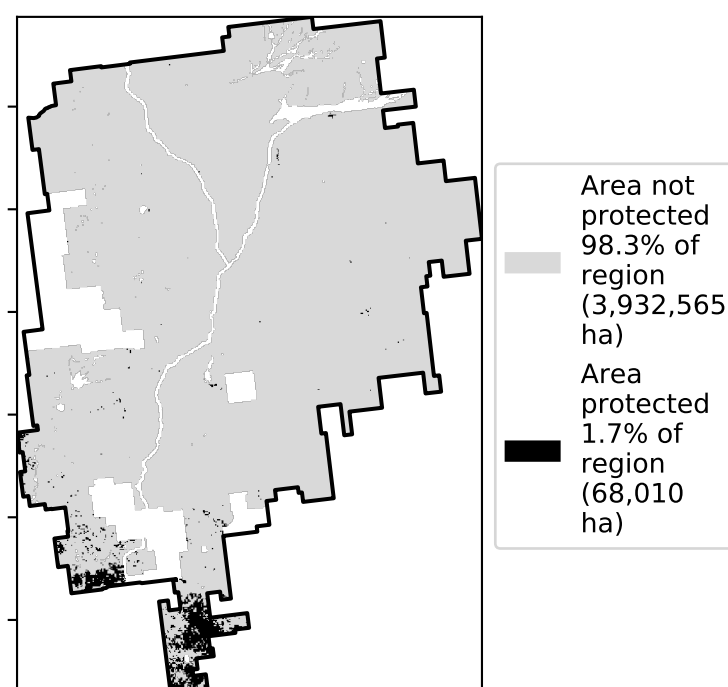 Area not
protected
98.3% of
region
(3,932,565
ha)
Area
protected
1.7% of
region
(68,010
ha)